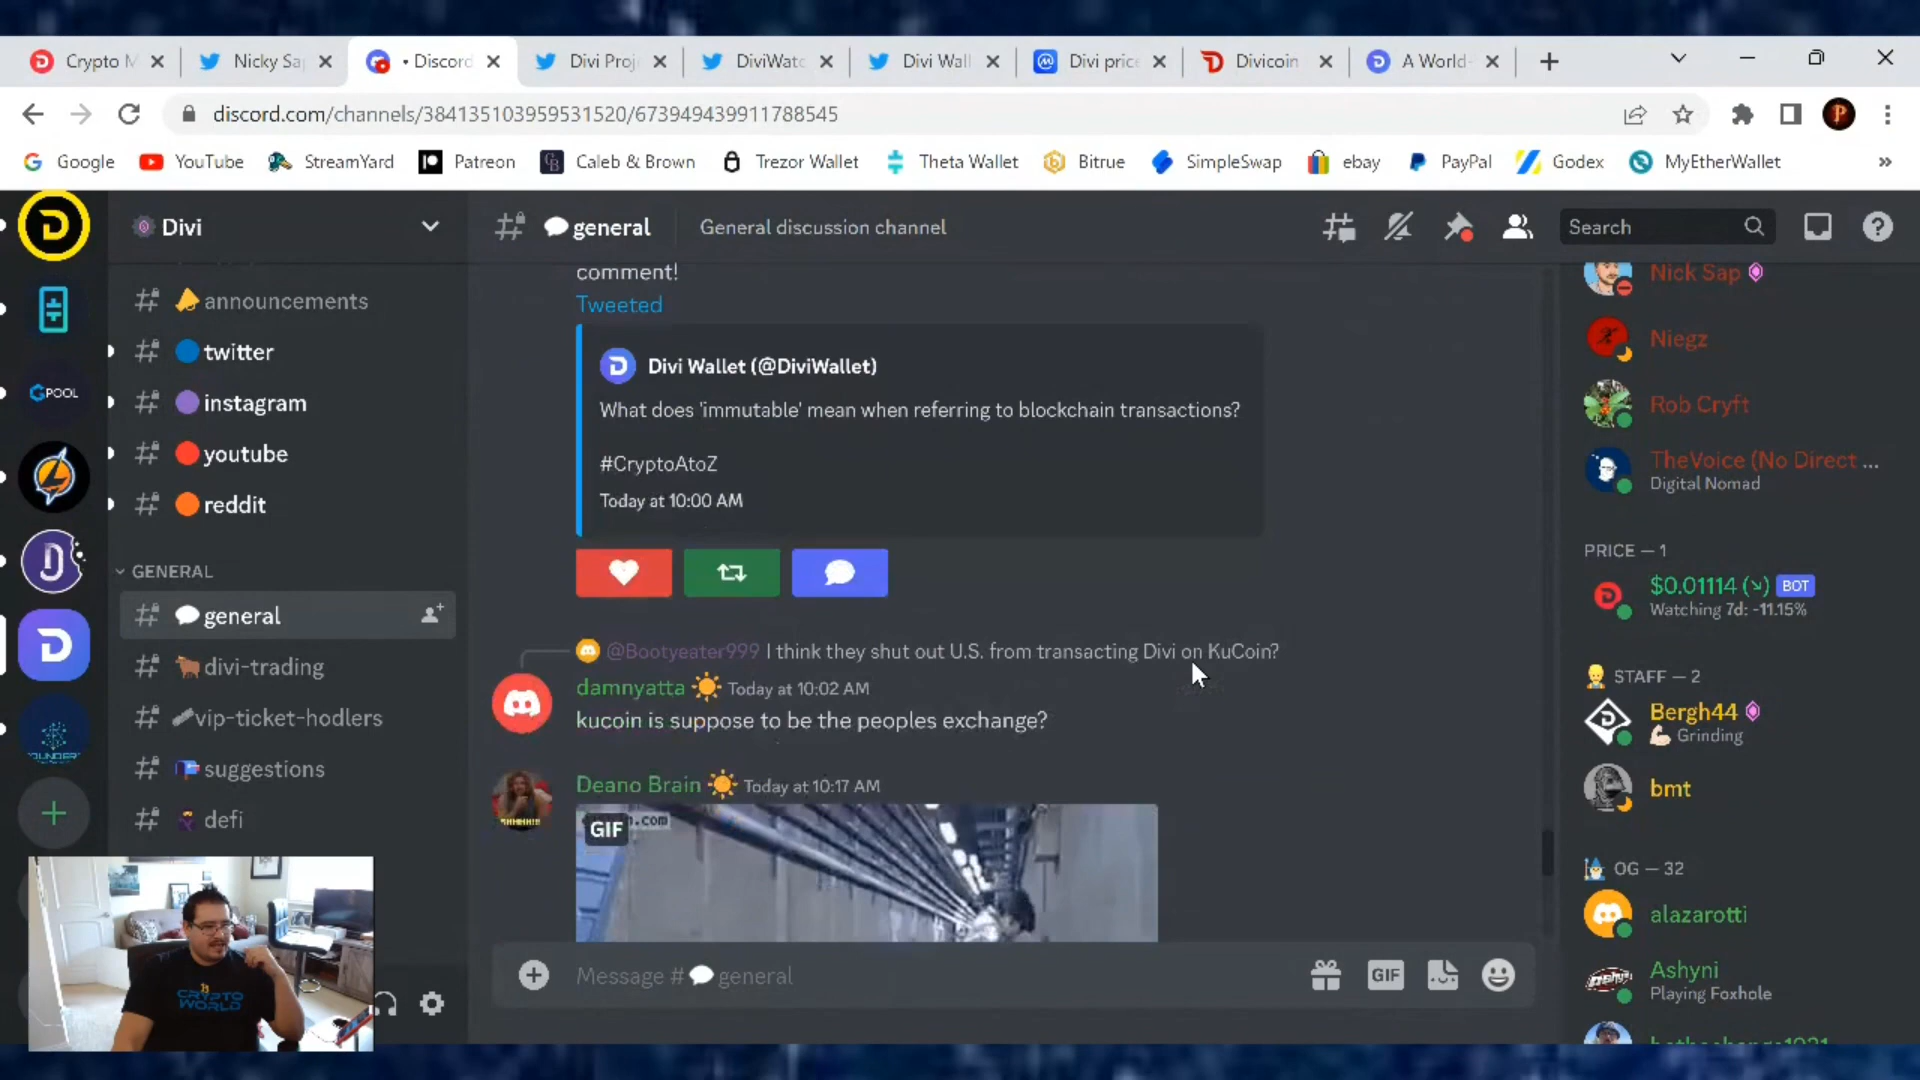 Crypto M
Nicky Sap
• Discord
Divi Proj
DiviWatc
Divi Wall
Divi price
Divicoin
A World-
discord.com/channels/384135103959531520/673949439911788545
Google
YouTube
StreamYard
Patreon
Caleb & Brown
Trezor Wallet
Theta Wallet
Bitrue
SimpleSwap
ebay
PayPal
Godex
MyEtherWallet
Divi
general
General discussion channel
Search
GPOOL
announcements
twitter
instagram
youtube
reddit
GENERAL
general
divi-trading
vip-ticket-hodlers
suggestions
defi
comment!
Tweeted
Divi Wallet (@DiviWallet)
What does 'immutable' mean when referring to blockchain transactions?
#CryptoAtoZ
Today at 10:00 AM
@Bootyeater999 I think they shut out U.S. from transacting Divi on KuCoin?
damnyatta Today at 10:02 AM
kucoin is suppose to be the peoples exchange?
Deano Brain Today at 10:17 AM
GIF
Message # general
GIF
Nick Sap
Niegz
Rob Cryft
TheVoice (No Direct ...
Digital Nomad
PRICE — 1
$0.01114 (↘) BOT
Watching 7d: -11.15%
STAFF — 2
Bergh44
Grinding
bmt
OG — 32
alazarotti
Ashyni
Playing Foxhole
CRYPTO
WORLD